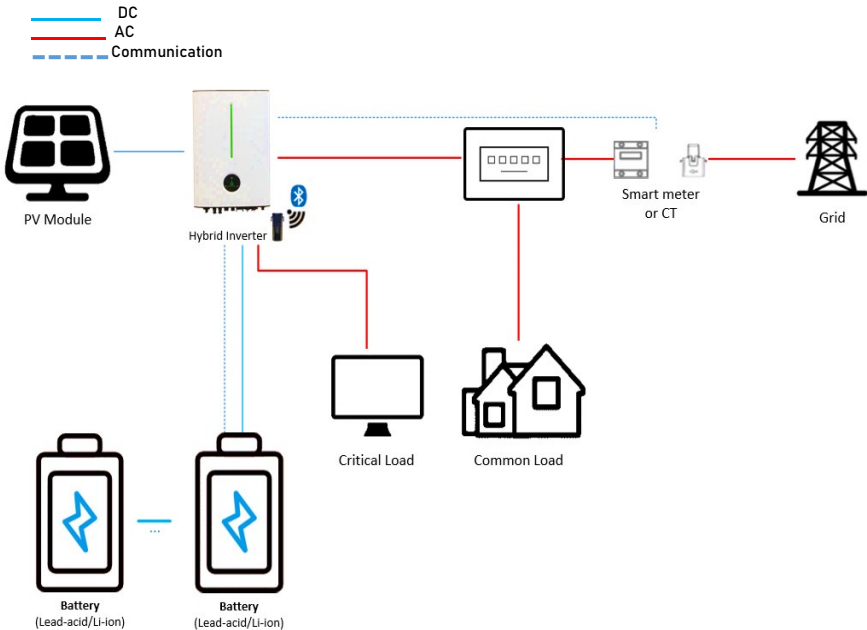 DC
AC
Communication
PV Module
Hybrid Inverter
Smart meter
or CT
Grid
Critical Load
Common Load
...
Battery
(Lead-acid/Li-ion)
Battery
(Lead-acid/Li-ion)